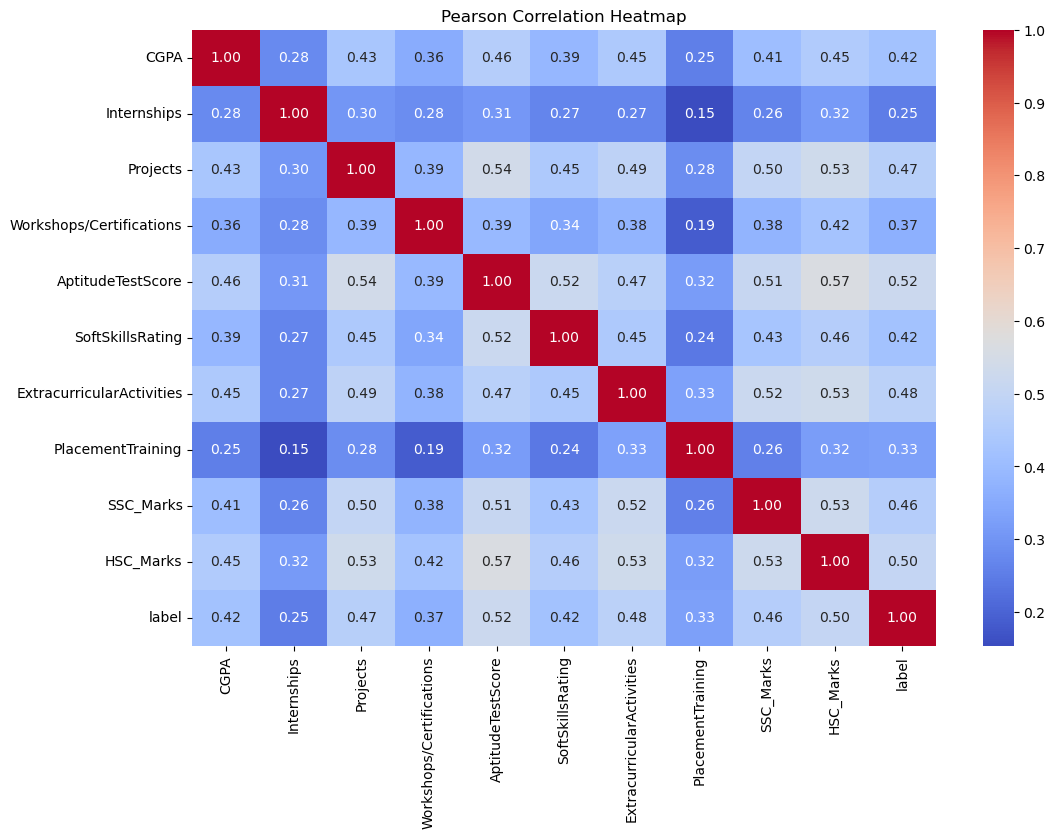 Pearson Correlation Heatmap
CGPA 1.00 0.28 0.43 0.36 0.46 0.39 0.45 0.25 0.41 0.45 0.42
Internships 0.28 1.00 0.30 0.28 0.31 0.27 0.27 0.15 0.26 0.32 0.25
Projects 0.43 0.30 1.00 0.39 0.54 0.45 0.49 0.28 0.50 0.53 0.47
Workshops/Certifications 0.36 0.28 0.39 1.00 0.39 0.34 0.38 0.19 0.38 0.42 0.37
AptitudeTestScore 0.46 0.31 0.54 0.39 1.00 0.52 0.47 0.32 0.51 0.57 0.52
SoftSkillsRating 0.39 0.27 0.45 0.34 0.52 1.00 0.45 0.24 0.43 0.46 0.42
ExtracurricularActivities 0.45 0.27 0.49 0.38 0.47 0.45 1.00 0.33 0.52 0.53 0.48
PlacementTraining 0.25 0.15 0.28 0.19 0.32 0.24 0.33 1.00 0.26 0.32 0.33
SSC_Marks 0.41 0.26 0.50 0.38 0.51 0.43 0.52 0.26 1.00 0.53 0.46
HSC_Marks 0.45 0.32 0.53 0.42 0.57 0.46 0.53 0.32 0.53 1.00 0.50
label 0.42 0.25 0.47 0.37 0.52 0.42 0.48 0.33 0.46 0.50 1.00
CGPA
Internships
Projects
Workshops/Certifications
AptitudeTestScore
SoftSkillsRating
ExtracurricularActivities
PlacementTraining
SSC_Marks
HSC_Marks
label
1.0
0.9
0.8
0.7
0.6
0.5
0.4
0.3
0.2